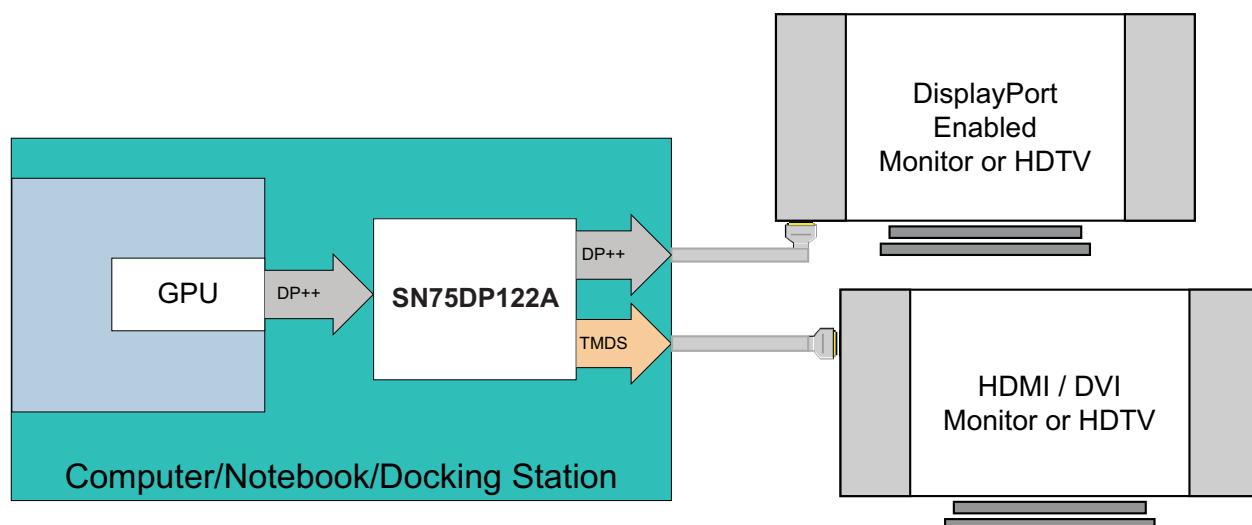 DisplayPort
Enabled
Monitor or HDTV
GPU
DP++
SN75DP122A
DP++
TMDS
HDMI / DVI
Monitor or HDTV
Computer/Notebook/Docking Station